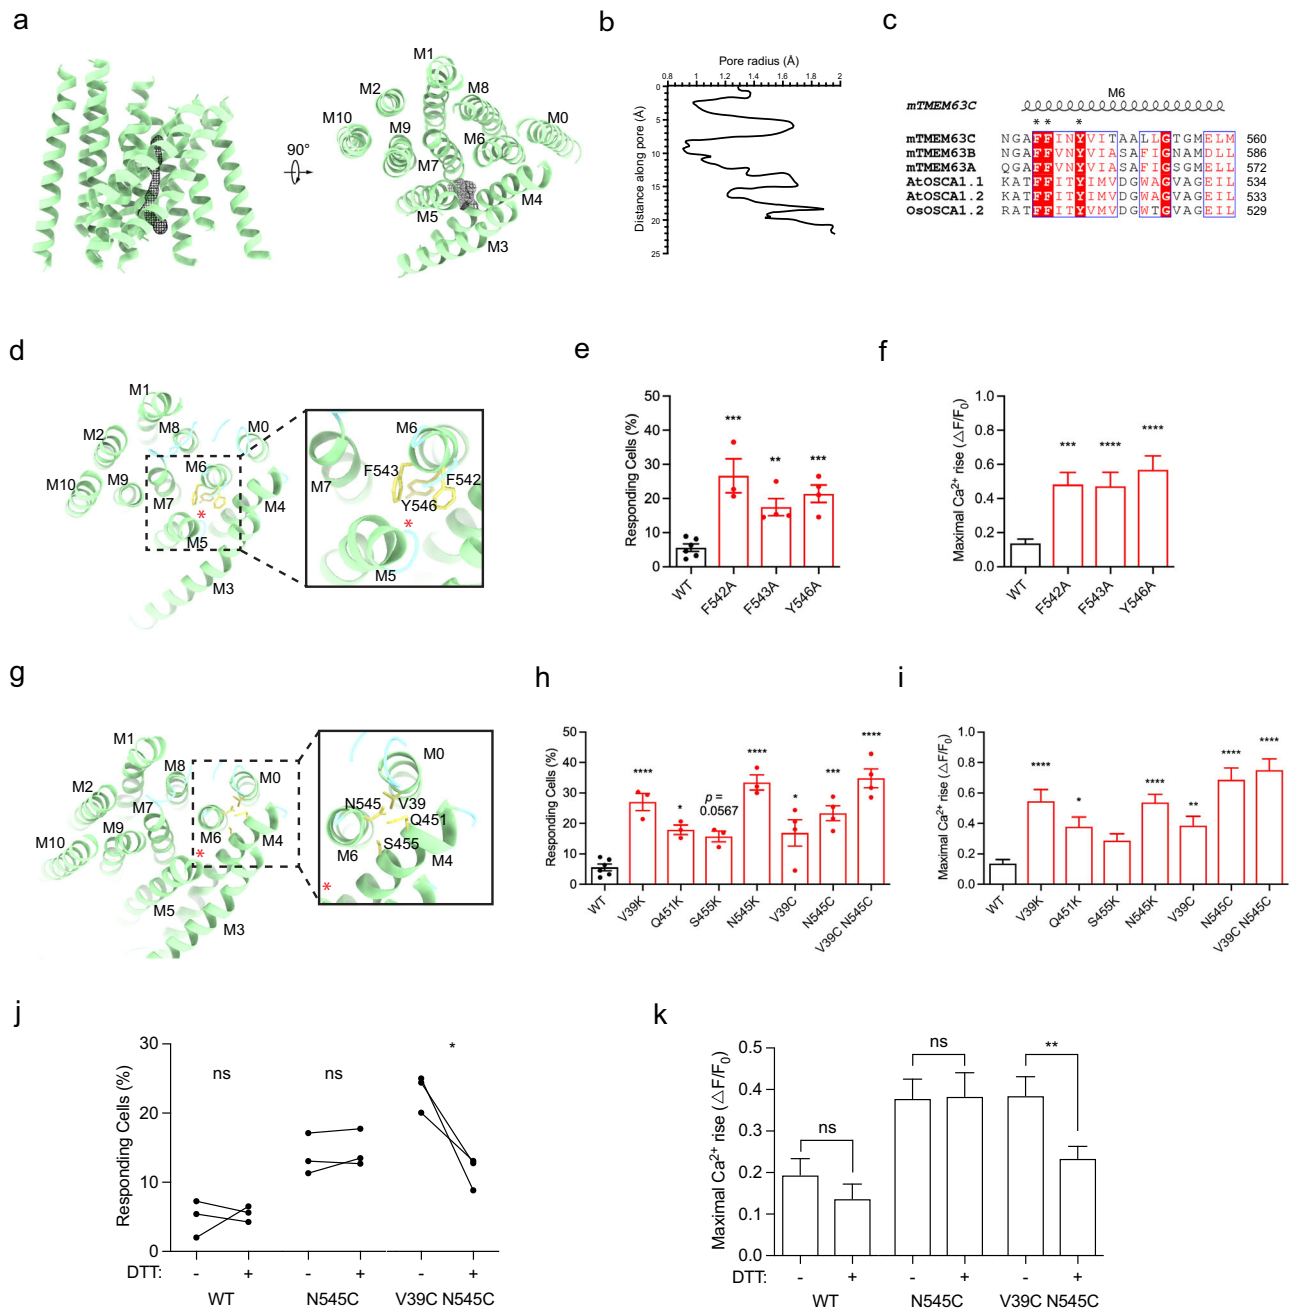 a
90°
M1
M2
M8
M10
M9
M6
M0
M7
M5
M4
M3
b
Pore radius (Å)
0.8 1 1.2 1.4 1.6 1.8 2
Distance along pore (Å)
0
5
10
15
20
25
c
M6
mTMEM63C
* * *
mTMEM63C NGAFFINYVITAALLGTGMELM 560
mTMEM63B NGAFFINYVIASAFIGNAMDLL 586
mTMEM63A QGAFFINYVIASAFIGSGMELL 572
AtOSCA1.1 KATFFITYIMVDGWAGVAGEIL 534
AtOSCA1.2 KATFFITYIMVDGWAGVAGEIL 533
OsOSCA1.2 RATFFITYVMVDGWTGVAGEIL 529
d
M1
M2
M8
M0
M6
M10
M9
M7
M4
*
M5
M3
M6
F543
F542
M7
Y546
*
M5
e
Responding Cells (%)
50
40
30
20
10
0
***
**
***
WT F542A F543A Y546A
f
Maximal Ca2+ rise (△F/F0)
1.0
0.8
0.6
0.4
0.2
0.0
***
****
****
WT F542A F543A Y546A
g
M1
M8
M0
M2
M7
M9
M6
M4
M10
*
M5
M3
M0
N545 V39
Q451
S455
M6
M4
*
h
Responding Cells (%)
50
40
30
20
10
0
****
*
p =
0.0567
****
*
***
****
WT V39K Q451K S455K N545K V39C N545C V39C N545C
i
Maximal Ca2+ rise (△F/F0)
1.0
0.8
0.6
0.4
0.2
0.0
****
*
****
**
****
****
WT V39K Q451K S455K N545K V39C N545C V39C N545C
j
Responding Cells (%)
30
20
10
0
ns
ns
*
DTT: - + - + - +
WT N545C V39C N545C
k
Maximal Ca2+ rise (△F/F0)
0.5
0.4
0.3
0.2
0.1
0.0
ns
ns
**
DTT: - + - + - +
WT N545C V39C N545C